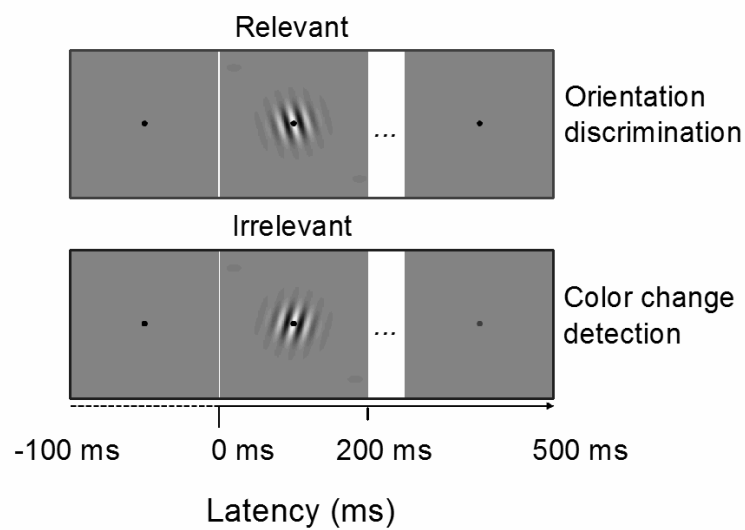 Relevant
Orientation
discrimination
...
Irrelevant
Color change
detection
...
-100 ms 0 ms 200 ms 500 ms
Latency (ms)